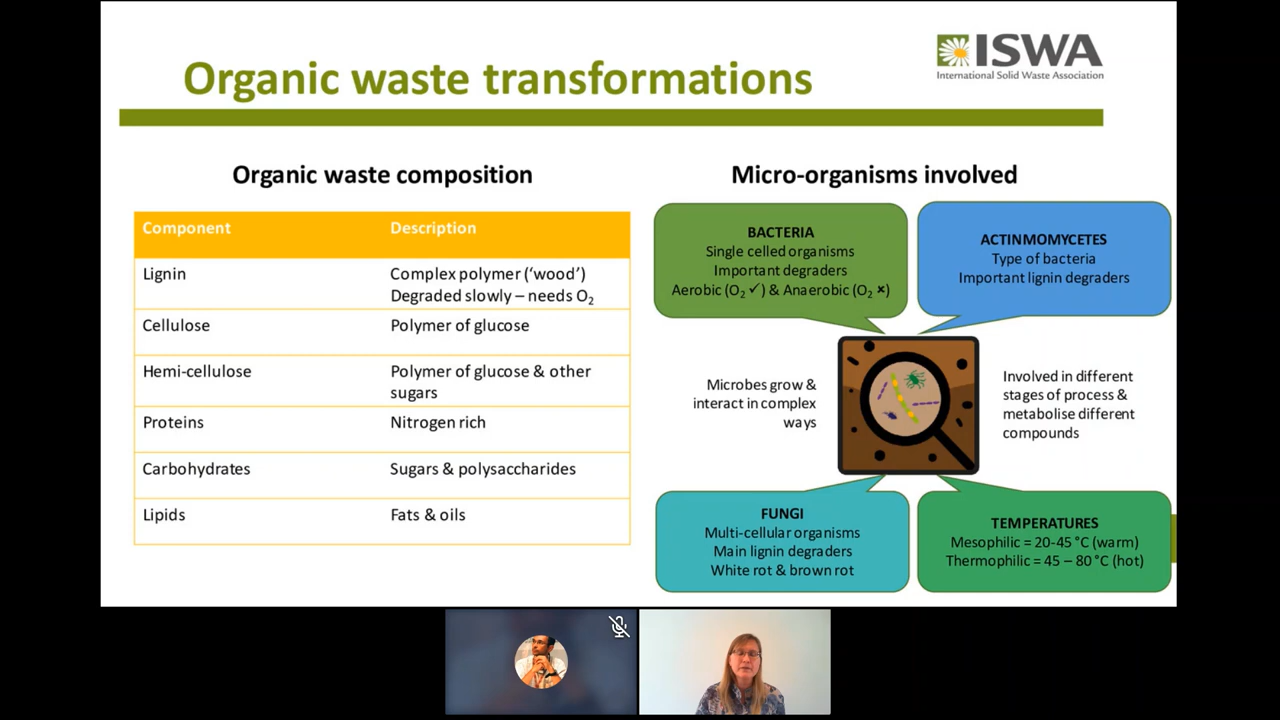 Organic waste transformations
ISWA
International Solid Waste Association
Organic waste composition
Component Description
Lignin Complex polymer (‘wood’)
Degraded slowly – needs O₂
Cellulose Polymer of glucose
Hemi-cellulose Polymer of glucose & other
sugars
Proteins Nitrogen rich
Carbohydrates Sugars & polysaccharides
Lipids Fats & oils
Micro-organisms involved
BACTERIA
Single celled organisms
Important degraders
Aerobic (O₂ ✓) & Anaerobic (O₂ ×)
ACTINMOMYCETES
Type of bacteria
Important lignin degraders
Microbes grow &
interact in complex
ways
Involved in different
stages of process &
metabolise different
compounds
FUNGI
Multi-cellular organisms
Main lignin degraders
White rot & brown rot
TEMPERATURES
Mesophilic = 20-45 °C (warm)
Thermophilic = 45 – 80 °C (hot)